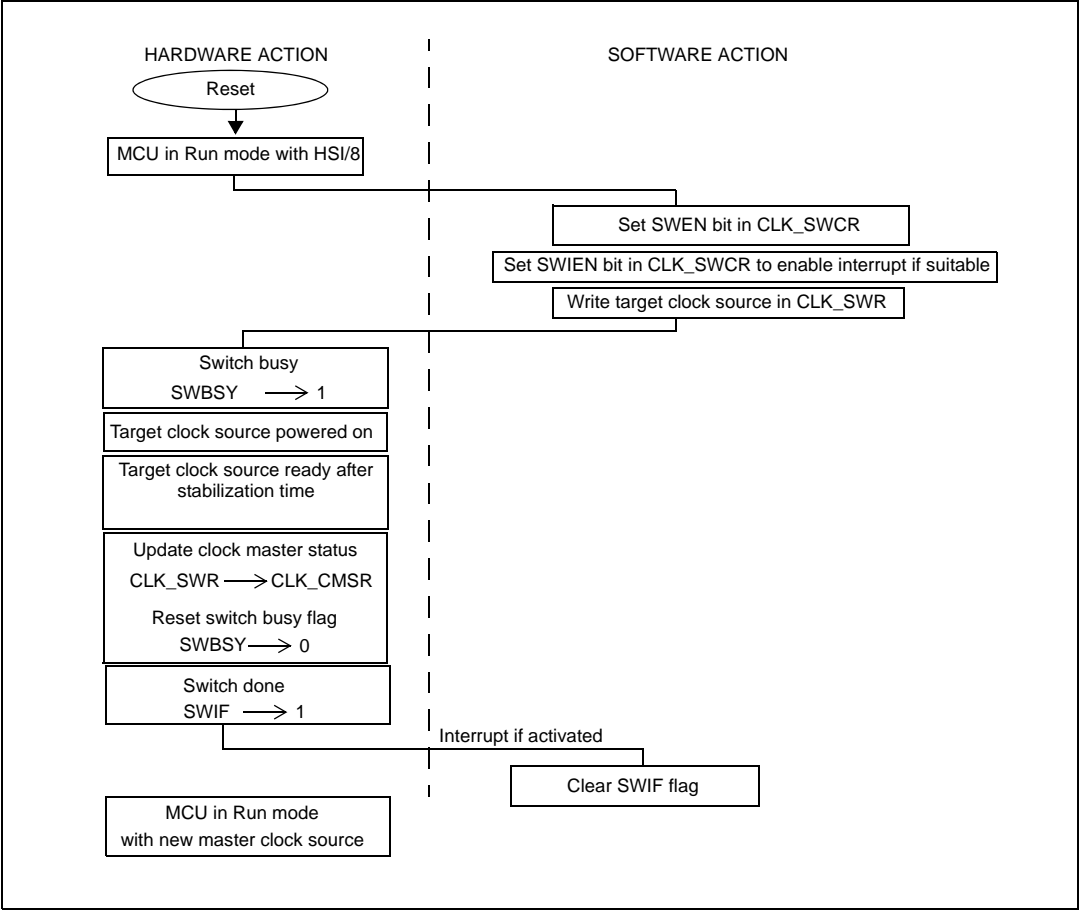 HARDWARE ACTION
SOFTWARE ACTION
Reset
MCU in Run mode with HSI/8
Set SWEN bit in CLK_SWCR
Set SWIEN bit in CLK_SWCR to enable interrupt if suitable
Write target clock source in CLK_SWR
Switch busy
SWBSY → 1
Target clock source powered on
Target clock source ready after
stabilization time
Update clock master status
CLK_SWR → CLK_CMSR
Reset switch busy flag
SWBSY → 0
Switch done
SWIF → 1
Interrupt if activated
Clear SWIF flag
MCU in Run mode
with new master clock source